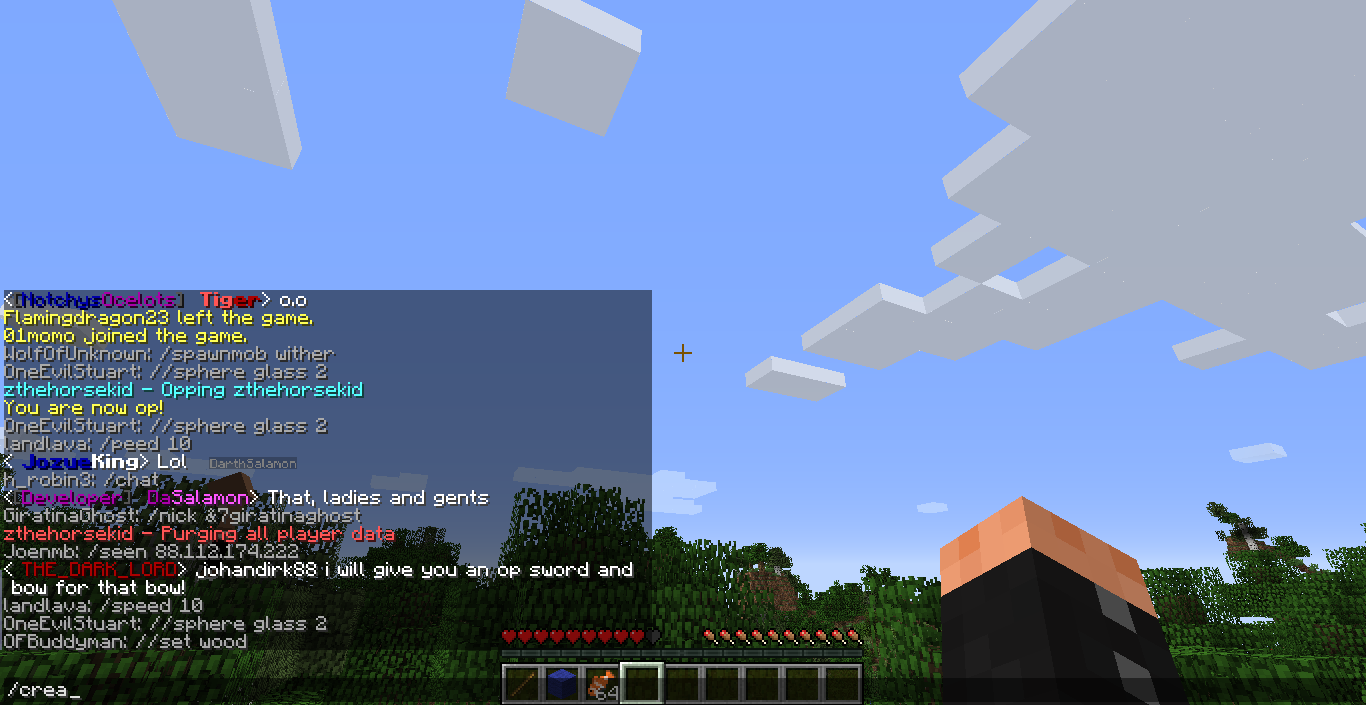 <[NotchysOcelots] Tiger> o.o
Flamingdragon23 left the game.
01momo joined the game.
WolfOfUnknown: /spawnmob wither
OneEvilStuart: //sphere glass 2
zthehorsekid - Opping zthehorsekid
You are now op!
OneEvilStuart: //sphere glass 2
landlava: /peed 10
< JozueKing> Lol
DarthSalamon
h_robin3: /chat
<[Developer] DaSalamon> That, ladies and gents
GiratinaGhost: /nick &7giratinaghost
zthehorsekid - Purging all player data
Joenmb: /seen 88.113.174.223
< THE_DARK_LORD> johandirk88 i will give you an op sword and
bow for that bow!
landlava: /speed 10
OneEvilStuart: //sphere glass 2
OFBuddyman: //set wood
64
/crea_